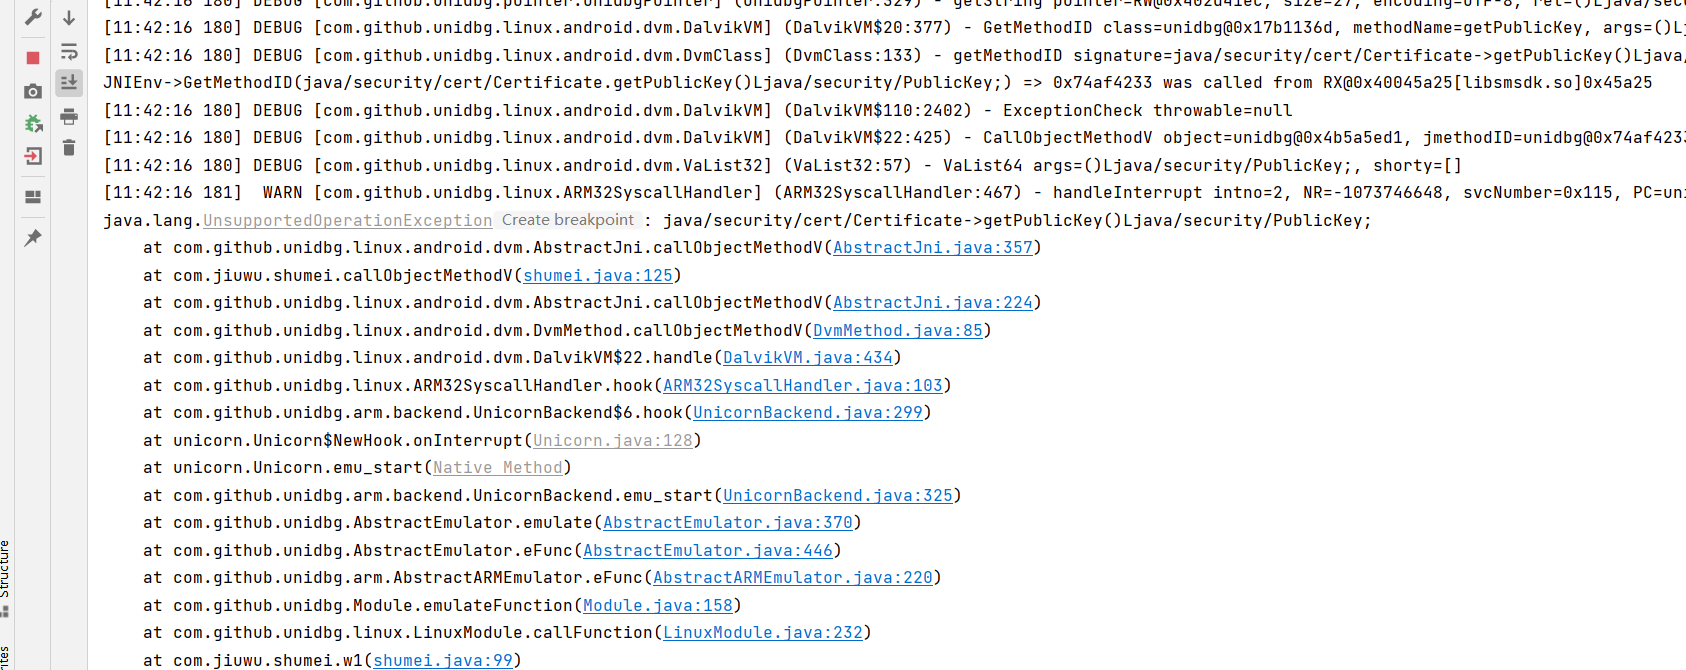 [11:42:16 180] DEBUG [com.github.unidbg.pointer.UnidbgPointer] (UnidbgPointer:329) - getString pointer=RW@0x402d41ec, size=27, encoding=UTF-8, ret=()Ljava/sec
[11:42:16 180] DEBUG [com.github.unidbg.linux.android.dvm.DalvikVM] (DalvikVM$20:377) - GetMethodID class=unidbg@0x17b1136d, methodName=getPublicKey, args=()Lj
[11:42:16 180] DEBUG [com.github.unidbg.linux.android.dvm.DvmClass] (DvmClass:133) - getMethodID signature=java/security/cert/Certificate->getPublicKey()Ljava/
JNIEnv->GetMethodID(java/security/cert/Certificate.getPublicKey()Ljava/security/PublicKey;) => 0x74af4233 was called from RX@0x40045a25[libsmsdk.so]0x45a25
[11:42:16 180] DEBUG [com.github.unidbg.linux.android.dvm.DalvikVM] (DalvikVM$110:2402) - ExceptionCheck throwable=null
[11:42:16 180] DEBUG [com.github.unidbg.linux.android.dvm.DalvikVM] (DalvikVM$22:425) - CallObjectMethodV object=unidbg@0x4b5a5ed1, jmethodID=unidbg@0x74af4233
[11:42:16 180] DEBUG [com.github.unidbg.linux.android.dvm.VaList32] (VaList32:57) - VaList64 args=()Ljava/security/PublicKey;, shorty=[]
[11:42:16 181]  WARN [com.github.unidbg.linux.ARM32SyscallHandler] (ARM32SyscallHandler:467) - handleInterrupt intno=2, NR=-1073746648, svcNumber=0x115, PC=uni
java.lang.UnsupportedOperationException Create breakpoint : java/security/cert/Certificate->getPublicKey()Ljava/security/PublicKey;
at com.github.unidbg.linux.android.dvm.AbstractJni.callObjectMethodV(AbstractJni.java:357)
at com.jiuwu.shumei.callObjectMethodV(shumei.java:125)
at com.github.unidbg.linux.android.dvm.AbstractJni.callObjectMethodV(AbstractJni.java:224)
at com.github.unidbg.linux.android.dvm.DvmMethod.callObjectMethodV(DvmMethod.java:85)
at com.github.unidbg.linux.android.dvm.DalvikVM$22.handle(DalvikVM.java:434)
at com.github.unidbg.linux.ARM32SyscallHandler.hook(ARM32SyscallHandler.java:103)
at com.github.unidbg.arm.backend.UnicornBackend$6.hook(UnicornBackend.java:299)
at unicorn.Unicorn$NewHook.onInterrupt(Unicorn.java:128)
at unicorn.Unicorn.emu_start(Native Method)
at com.github.unidbg.arm.backend.UnicornBackend.emu_start(UnicornBackend.java:325)
at com.github.unidbg.AbstractEmulator.emulate(AbstractEmulator.java:370)
at com.github.unidbg.AbstractEmulator.eFunc(AbstractEmulator.java:446)
at com.github.unidbg.arm.AbstractARMEmulator.eFunc(AbstractARMEmulator.java:220)
at com.github.unidbg.Module.emulateFunction(Module.java:158)
at com.github.unidbg.linux.LinuxModule.callFunction(LinuxModule.java:232)
at com.jiuwu.shumei.w1(shumei.java:99)
Structure